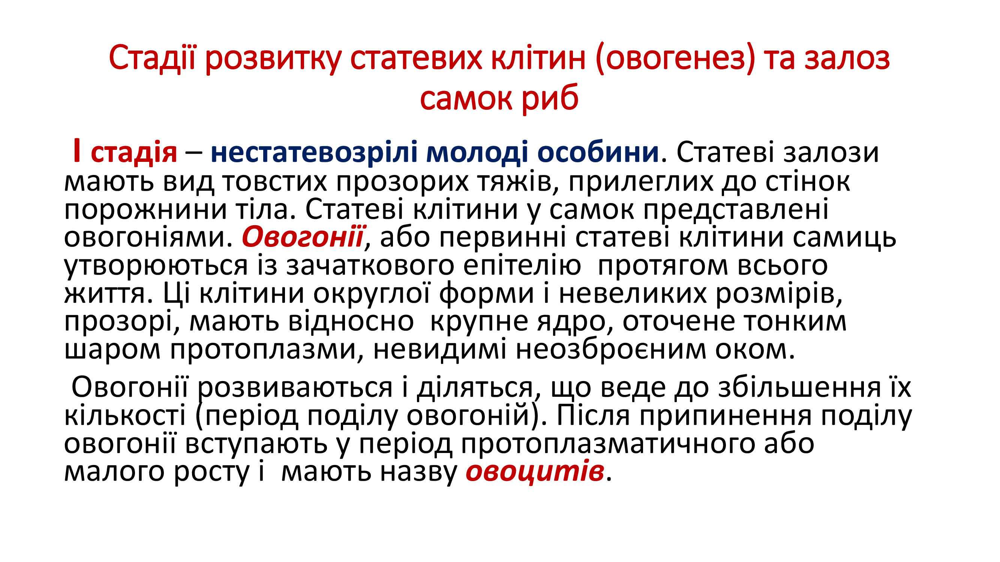 Стадії розвитку статевих клітин (овогенез) та залоз
самок риб
І стадія – нестатевозрілі молоді особини. Статеві залози
мають вид товстих прозорих тяжів, прилеглих до стінок
порожнини тіла. Статеві клітини у самок представлені
овогоніями. Овогонії, або первинні статеві клітини самиць
утворюються із зачаткового епітелію  протягом всього
життя. Ці клітини округлої форми і невеликих розмірів,
прозорі, мають відносно  крупне ядро, оточене тонким
шаром протоплазми, невидимі неозброєним оком.
Овогонії розвиваються і діляться, що веде до збільшення їх
кількості (період поділу овогоній). Після припинення поділу
овогонії вступають у період протоплазматичного або
малого росту і  мають назву овоцитів.